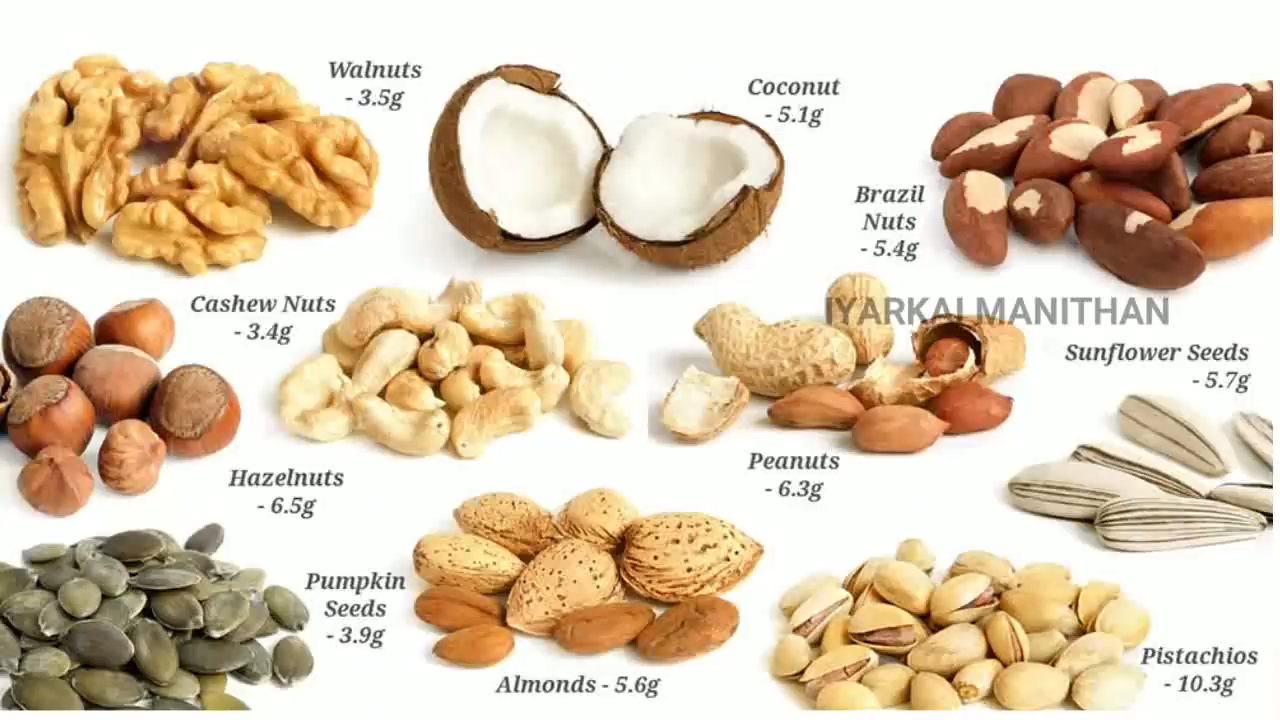 Walnuts
- 3.5g
Coconut
- 5.1g
Brazil
Nuts
- 5.4g
Cashew Nuts
- 3.4g
IYARKAI MANITHAN
Sunflower Seeds
- 5.7g
Hazelnuts
- 6.5g
Peanuts
- 6.3g
Pumpkin
Seeds
- 3.9g
Almonds - 5.6g
Pistachios
- 10.3g